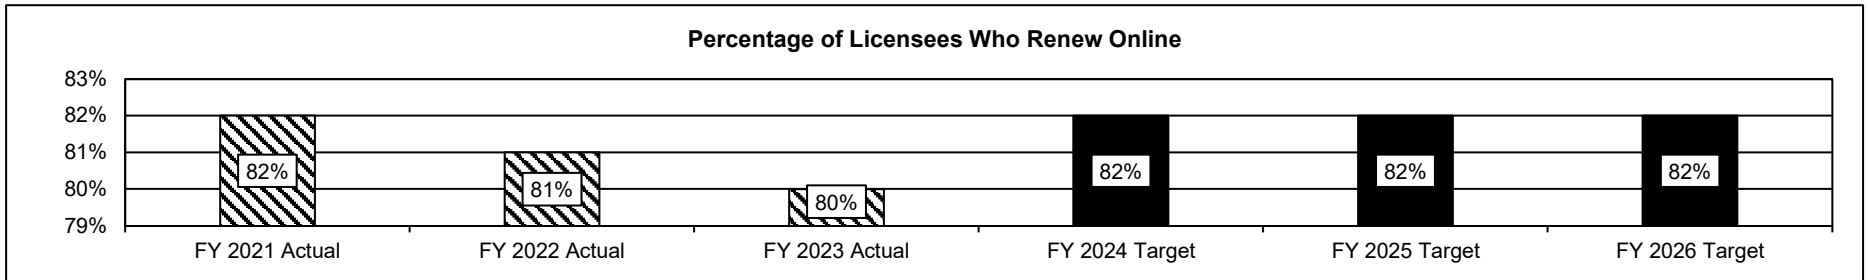 Percentage of Licensees Who Renew Online
83%
82%
81%
80%
79%
82%
81%
80%
82%
82%
82%
FY 2021 Actual
FY 2022 Actual
FY 2023 Actual
FY 2024 Target
FY 2025 Target
FY 2026 Target